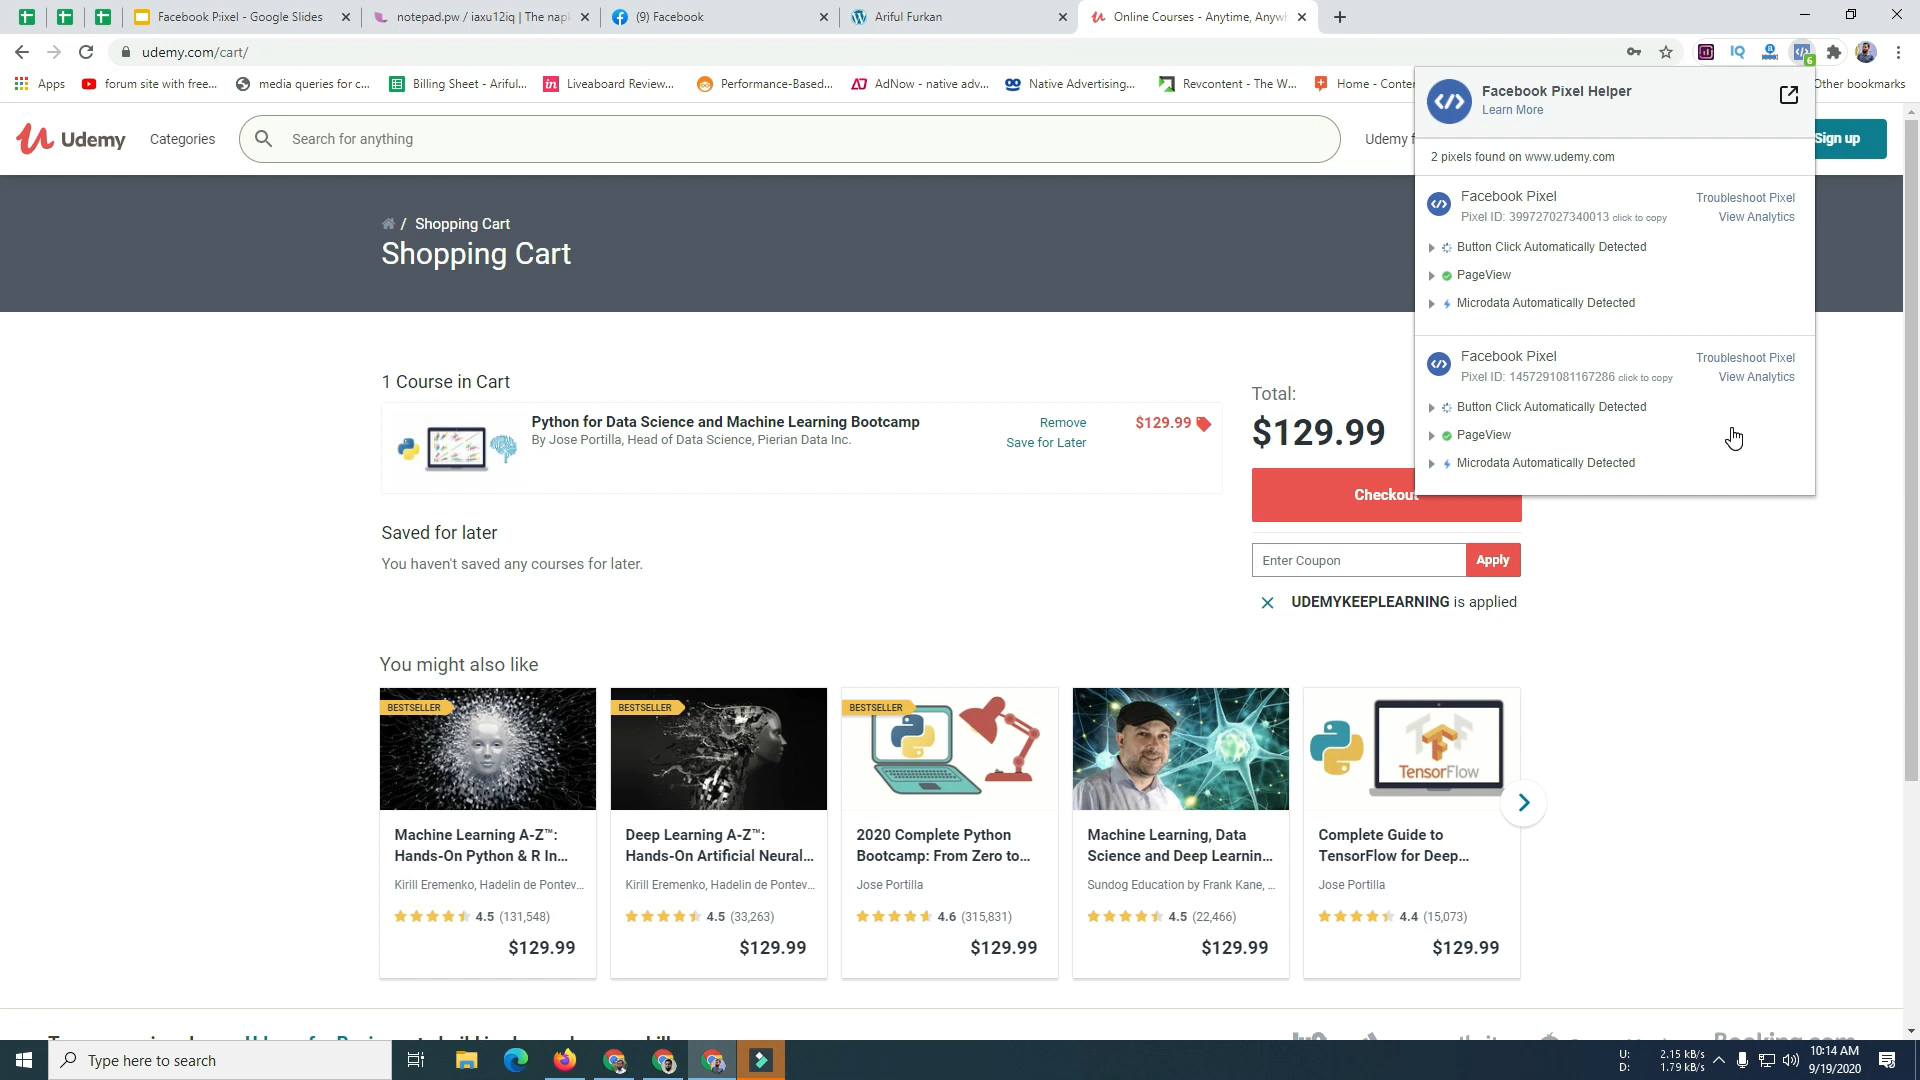 Facebook P:ixel - Google Slides
notepad.pw / iaxu12iq | The nap
(9) Facebook
Ariful Furkan
Online Courses - Anytime, Anyw
udemy.com/cart/
Apps
forum site with free...
media queries for c...
Billing Sheet - Ariful...
Liveaboard Review...
Performance-Based...
AdNow - native adv...
Native Advertising...
Revcontent - The W...
Home - Conter
Other bookmarks
6
Facebook Pixel Helper
Learn More
2 pixels found on www.udemy.com
Facebook Pixel
Troubleshoot Pixel
Pixel ID: 399727027340013 click to copy
View Analytics
Button Click Automatically Detected
PageView
Microdata Automatically Detected
Facebook Pixel
Troubleshoot Pixel
Pixel ID: 1457291081167286 click to copy
View Analytics
Button Click Automatically Detected
PageView
Microdata Automatically Detected
Udemy
Categories
Search for anything
Udemy f
Sign up
/ Shopping Cart
Shopping Cart
1 Course in Cart
Python for Data Science and Machine Learning Bootcamp
By Jose Portilla, Head of Data Science, Pierian Data Inc.
Remove
Save for Later
$129.99
Total:
$129.99
Checkout
Enter Coupon
Apply
UDEMYKEEPLEARNING is applied
Saved for later
You haven't saved any courses for later.
You might also like
BESTSELLER
BESTSELLER
BESTSELLER
TensorFlow
Machine Learning A-Z™:
Hands-On Python & R In...
Kirill Eremenko, Hadelin de Pontev...
4.5 (131,548)
$129.99
Deep Learning A-Z™:
Hands-On Artificial Neural...
Kirill Eremenko, Hadelin de Pontev...
4.5 (33,263)
$129.99
2020 Complete Python
Bootcamp: From Zero to...
Jose Portilla
4.6 (315,831)
$129.99
Machine Learning, Data
Science and Deep Learnin...
Sundog Education by Frank Kane, ...
4.5 (22,466)
$129.99
Complete Guide to
TensorFlow for Deep...
Jose Portilla
4.4 (15,073)
$129.99
Type here to search
U: 2.15 kB/s
D: 1.79 kB/s
10:14 AM
9/19/2020